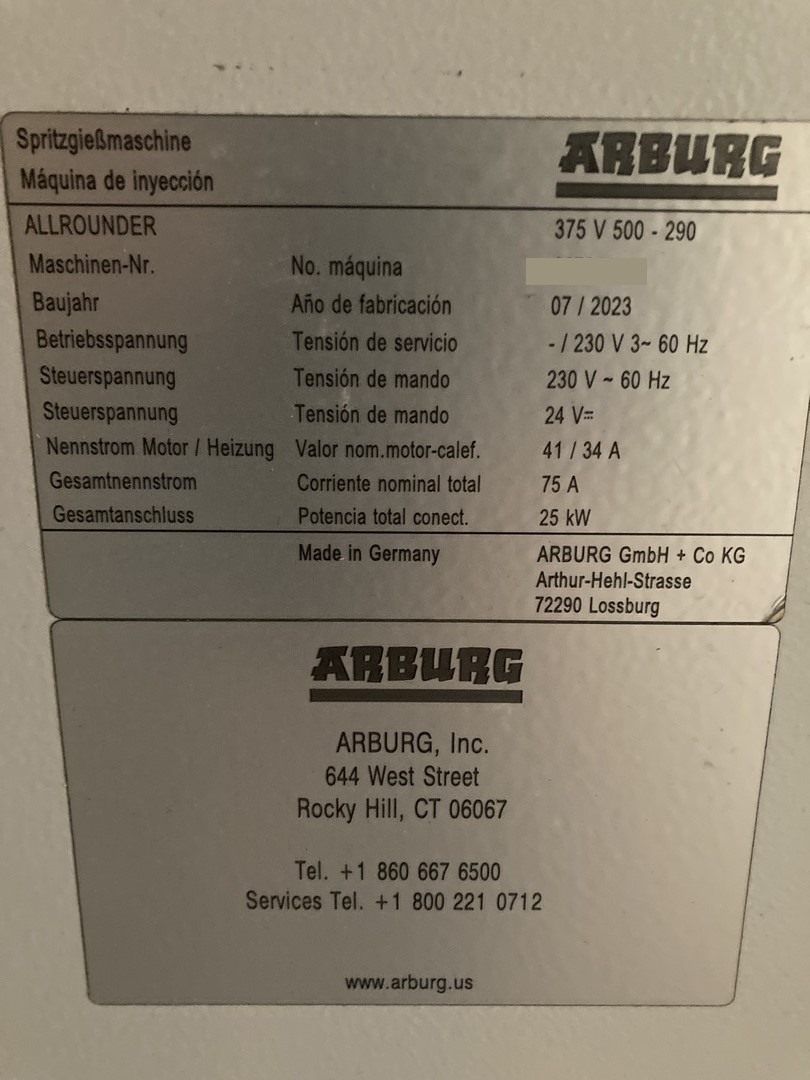 Spritzgießmaschine
Máquina de inyección
ARBURG
ALLROUNDER 375 V 500 - 290
Maschinen-Nr. No. máquina
Baujahr Año de fabricación 07 / 2023
Betriebsspannung Tensión de servicio - / 230 V 3~ 60 Hz
Steuerspannung Tensión de mando 230 V ~ 60 Hz
Steuerspannung Tensión de mando 24 V⎓
Nennstrom Motor / Heizung Valor nom.motor-calef. 41 / 34 A
Gesamtnennstrom Corriente nominal total 75 A
Gesamtanschluss Potencia total conect. 25 kW
Made in Germany ARBURG GmbH + Co KG
Arthur-Hehl-Strasse
72290 Lossburg
ARBURG
ARBURG, Inc.
644 West Street
Rocky Hill, CT 06067
Tel. +1 860 667 6500
Services Tel. +1 800 221 0712
www.arburg.us